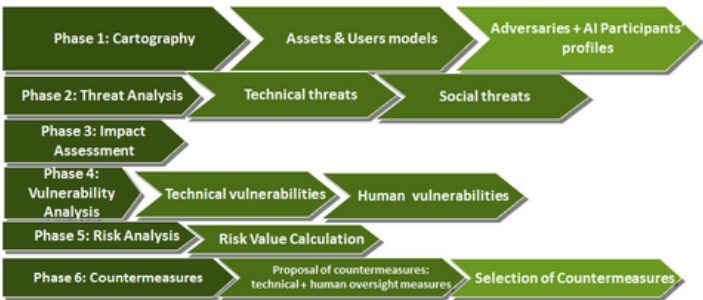 Phase 1: Cartography
Assets & Users models
Adversaries + AI Participants'
profiles
Phase 2: Threat Analysis
Technical threats
Social threats
Phase 3: Impact
Assessment
Phase 4:
Vulnerability
Analysis
Technical vulnerabilities
Human vulnerabilities
Phase 5: Risk Analysis
Risk Value Calculation
Phase 6: Countermeasures
Proposal of countermeasures:
technical + human oversight measures
Selection of Countermeasures